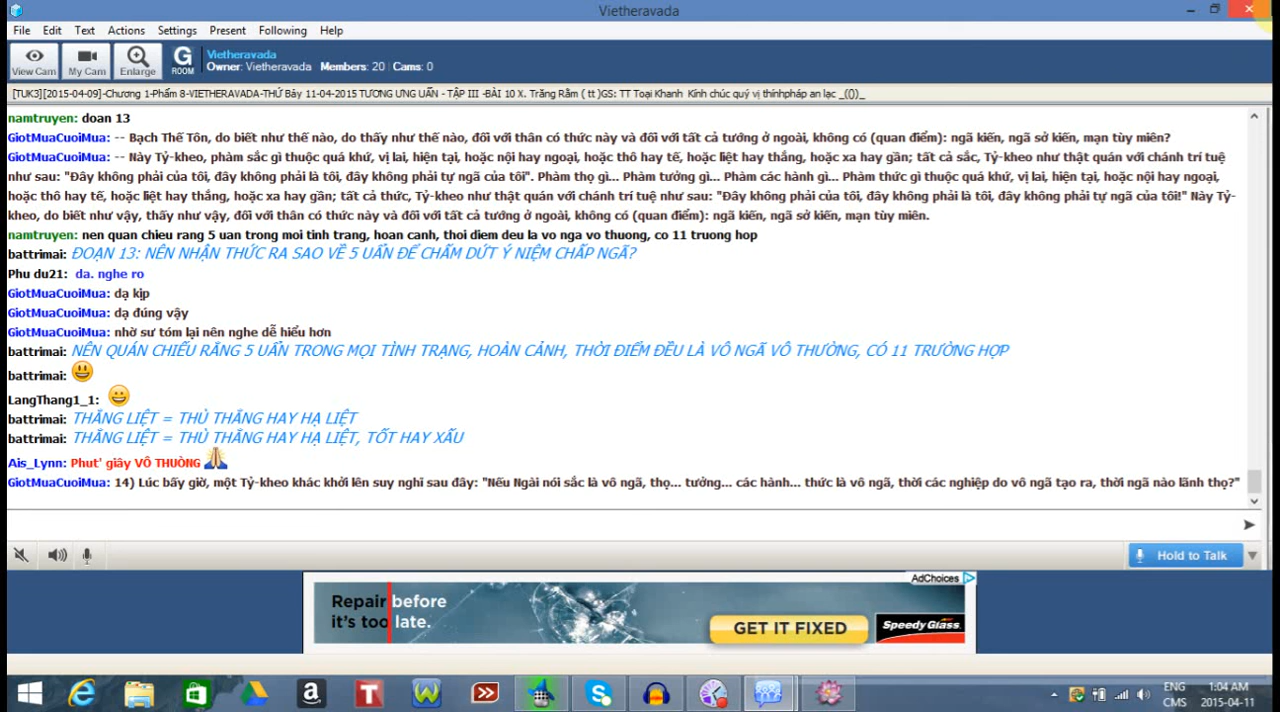 Vietheravada
File Edit Text Actions Settings Present Following Help
View Cam My Cam Enlarge G ROOM Vietheravada
Owner: Vietheravada Members: 20 Cams: 0
[TUK3][2015-04-09]-Chương 1-Phẩm 8-VIETHERAVADA-THỨ Bảy 11-04-2015 TƯƠNG ƯNG UẨN - TẬP III -BÀI 10 X. Trăng Rằm ( tt )GS: TT Toại Khanh Kính chúc quý vị thínhpháp an lạc _(())_
namtruyen: doan 13
GiotMuaCuoiMua: -- Bạch Thế Tôn, do biết như thế nào, do thấy như thế nào, đối với thân có thức này và đối với tất cả tướng ở ngoài, không có (quan điểm): ngã kiến, ngã sở kiến, mạn tùy miên?
GiotMuaCuoiMua: -- Này Tỷ-kheo, phàm sắc gì thuộc quá khứ, vị lai, hiện tại, hoặc nội hay ngoại, hoặc thô hay tế, hoặc liệt hay thắng, hoặc xa hay gần; tất cả sắc, Tỷ-kheo như thật quán với chánh trí tuệ
như sau: "Đây không phải của tôi, đây không phải là tôi, đây không phải tự ngã của tôi". Phàm thọ gì... Phàm tưởng gì... Phàm các hành gì... Phàm thức gì thuộc quá khứ, vị lai, hiện tại, hoặc nội hay ngoại,
hoặc thô hay tế, hoặc liệt hay thắng, hoặc xa hay gần; tất cả thức, Tỷ-kheo như thật quán với chánh trí tuệ như sau: "Đây không phải của tôi, đây không phải là tôi, đây không phải tự ngã của tôi!" Này Tỷ-
kheo, do biết như vậy, thấy như vậy, đối với thân có thức này và đối với tất cả tướng ở ngoài, không có (quan điểm): ngã kiến, ngã sở kiến, mạn tùy miên.
namtruyen: nen quan chieu rang 5 uan trong moi tinh trang, hoan canh, thoi diem deu la vo nga vo thuong, co 11 truong hop
battrimai: ĐOẠN 13: NÊN NHẬN THỨC RA SAO VỀ 5 UẨN ĐỂ CHẤM DỨT Ý NIỆM CHẤP NGÃ?
Phu du21: da. nghe ro
GiotMuaCuoiMua: dạ kịp
GiotMuaCuoiMua: dạ đúng vậy
GiotMuaCuoiMua: nhờ sư tóm lại nên nghe dễ hiểu hơn
battrimai: NÊN QUÁN CHIẾU RẰNG 5 UẨN TRONG MỌI TÌNH TRẠNG, HOÀN CẢNH, THỜI ĐIỂM ĐỀU LÀ VÔ NGÃ VÔ THƯỜNG, CÓ 11 TRƯỜNG HỢP
battrimai:
LangThang1_1:
battrimai: THẮNG LIỆT = THÙ THẮNG HAY HẠ LIỆT
battrimai: THẮNG LIỆT = THÙ THẮNG HAY HẠ LIỆT, TỐT HAY XẤU
Ais_Lynn: Phut' giây VÔ THUÒNG
GiotMuaCuoiMua: 14) Lúc bấy giờ, một Tỷ-kheo khác khởi lên suy nghĩ sau đây: "Nếu Ngài nói sắc là vô ngã, thọ... tưởng... các hành... thức là vô ngã, thời các nghiệp do vô ngã tạo ra, thời ngã nào lãnh thọ?"
Hold to Talk
AdChoices
Repair before
it's too late.
GET IT FIXED
Speedy Glass
ENG 1:04 AM
CMS 2015-04-11